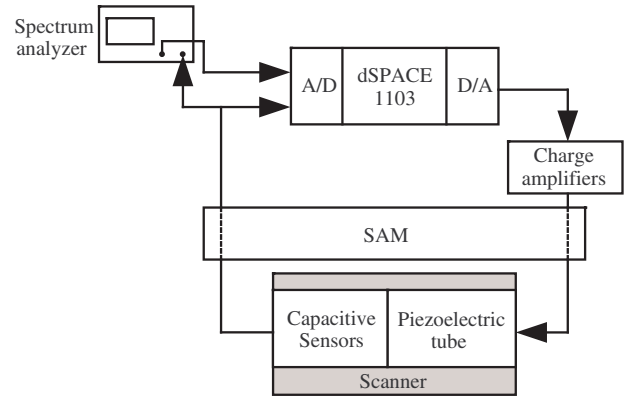 Spectrum
analyzer
A/D
dSPACE
1103
D/A
Charge
amplifiers
SAM
Capacitive
Sensors
Piezoelectric
tube
Scanner